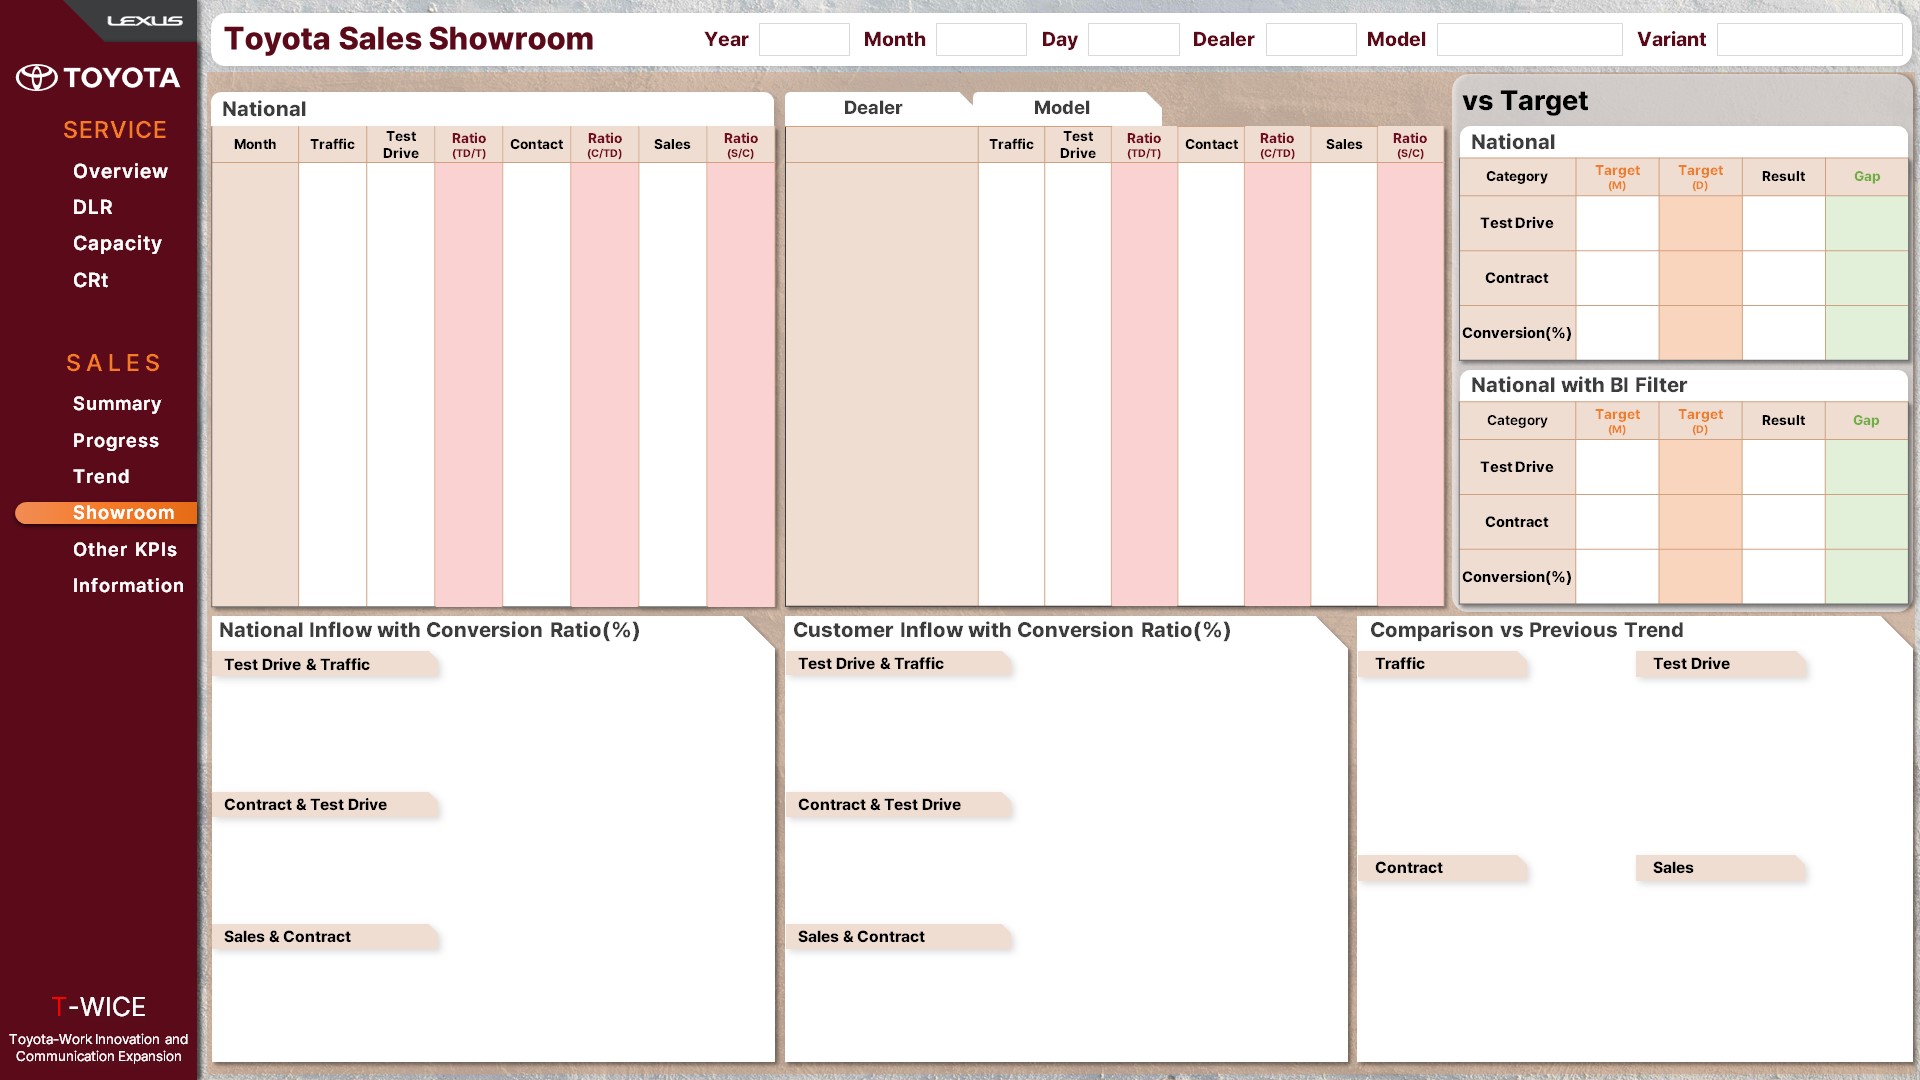 LEXUS
TOYOTA
SERVICE
Overview
DLR
Capacity
CRt
SALES
Summary
Progress
Trend
Showroom
Other KPIs
Information
T-WICE
Toyota-Work Innovation and
Communication Expansion
Toyota Sales Showroom
Year Month Day Dealer Model Variant
National
Month Traffic Test Drive Ratio (TD/T) Contact Ratio (C/TD) Sales Ratio (S/C)
Dealer Model
Traffic Test Drive Ratio (TD/T) Contact Ratio (C/TD) Sales Ratio (S/C)
vs Target
National
Category Target (M) Target (D) Result Gap
Test Drive
Contract
Conversion(%)
National with BI Filter
Category Target (M) Target (D) Result Gap
Test Drive
Contract
Conversion(%)
National Inflow with Conversion Ratio(%)
Test Drive & Traffic
Contract & Test Drive
Sales & Contract
Customer Inflow with Conversion Ratio(%)
Test Drive & Traffic
Contract & Test Drive
Sales & Contract
Comparison vs Previous Trend
Traffic Test Drive
Contract Sales